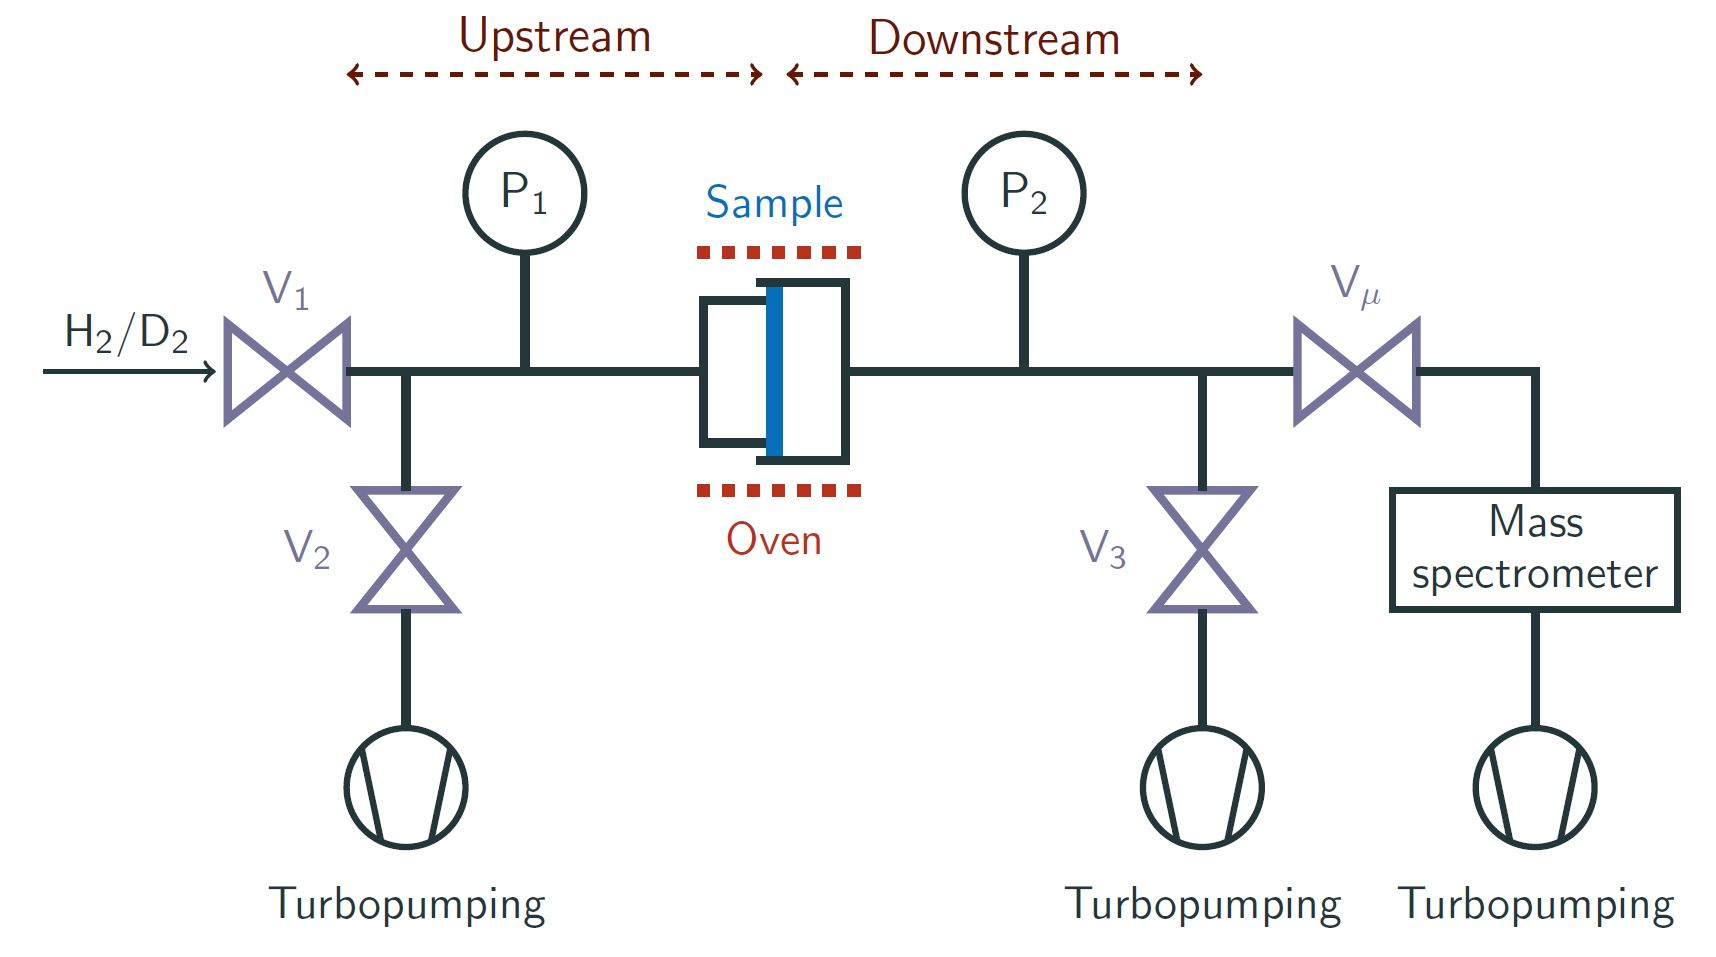 Upstream
Downstream
P₁
P₂
Sample
V₁
Vμ
H₂/D₂
Mass
spectrometer
V₂
Oven
V₃
Turbopumping
Turbopumping
Turbopumping